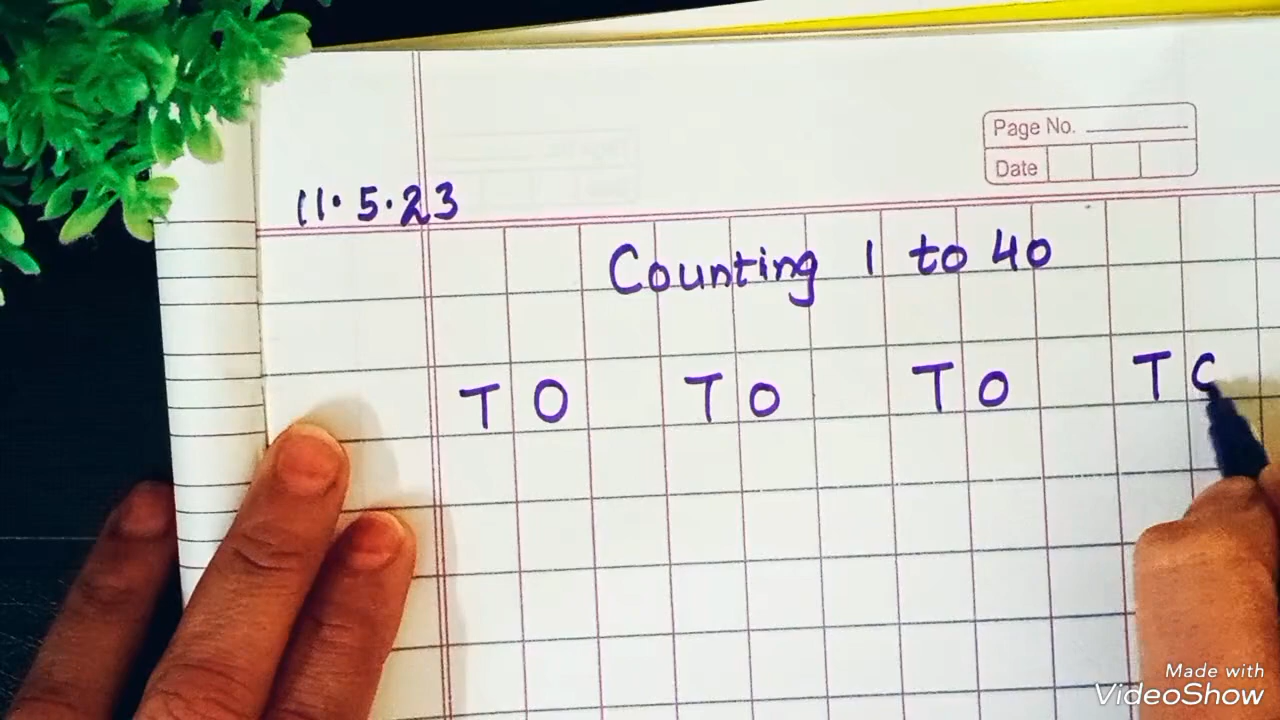 Page No.
Date
11.5.23
Counting 1 to 40
T O T O T O T O
Made with
VideoShow